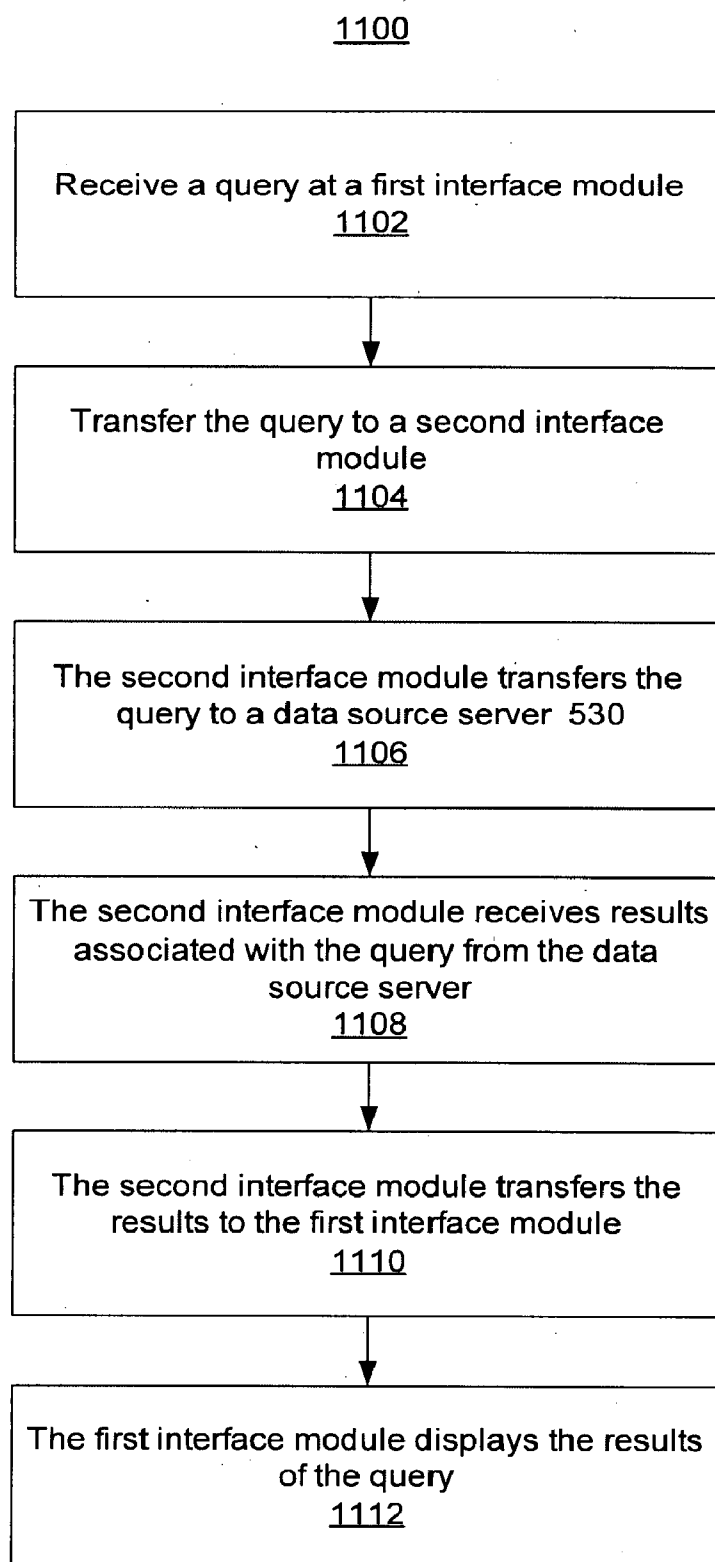 1100
Receive a query at a first interface module
1102
Transfer the query to a second interface
module
1104
The second interface module transfers the
query to a data source server 530
1106
The second interface module receives results
associated with the query from the data
source server
1108
The second interface module transfers the
results to the first interface module
1110
The first interface module displays the results
of the query
1112